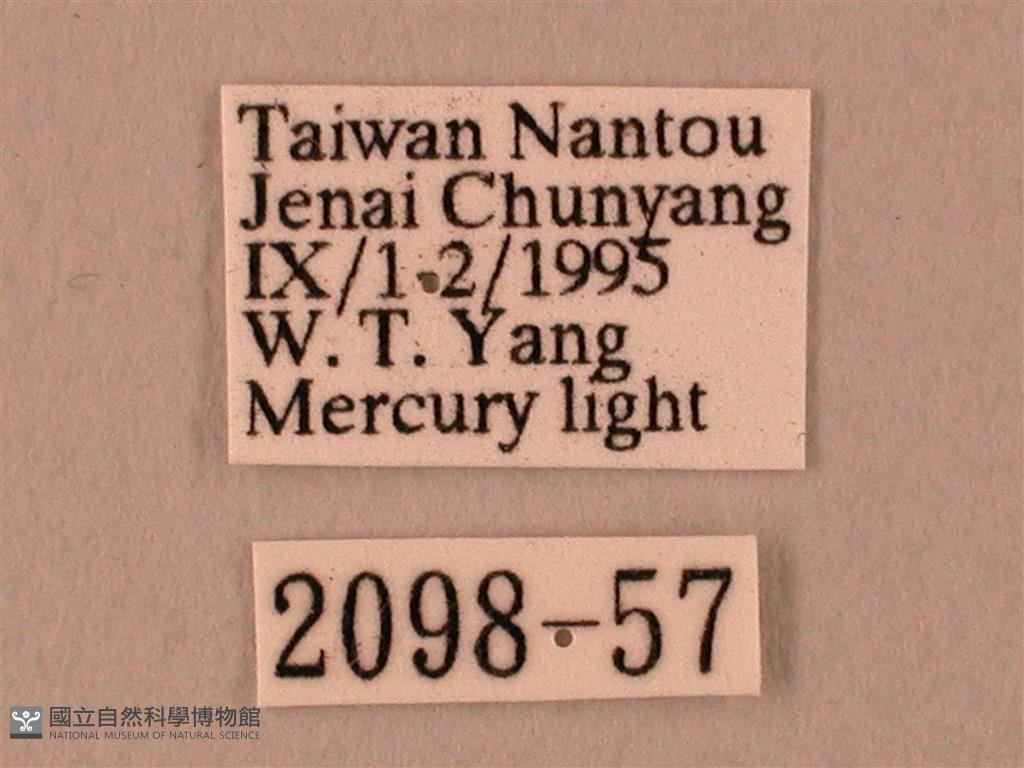 Taiwan Nantou
Jenai Chunyang
IX/1-2/1995
W. T. Yang
Mercury light
2098-57
國立自然科學博物館
NATIONAL MUSEUM OF NATURAL SCIENCE